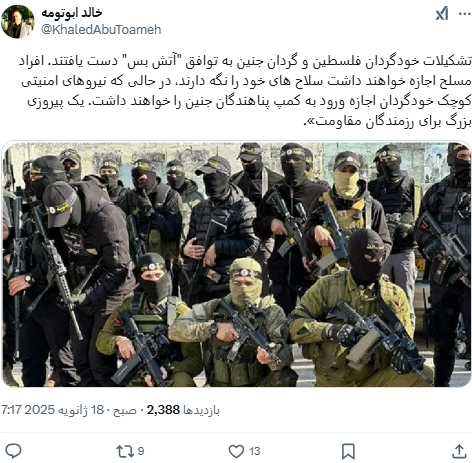 خالد ابوتومه
@KhaledAbuToameh
تشکیلات خودگردان فلسطین و گردان جنین به توافق "آتش بس" دست یافتند. افراد
مسلح اجازه خواهند داشت سلاح های خود را نگه دارند، در حالی که نیروهای امنیتی
کوچک خودگردان اجازه ورود به کمپ پناهندگان جنین را خواهند داشت. یک پیروزی
بزرگ برای رزمندگان مقاومت».
7:17 صبح · 18 ژانویه 2025 · 2,388 بازدیدها
9
13